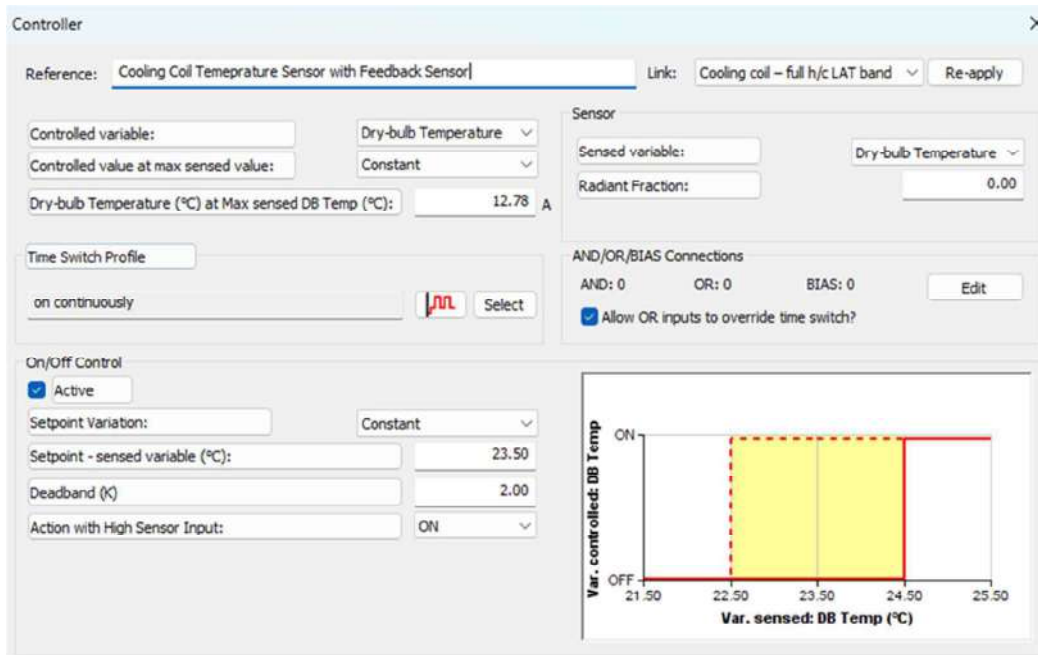 Controller
Reference: Cooling Coil Temeprature Sensor with Feedback Sensor Link: Cooling coil – full h/c LAT band Re-apply
Controlled variable: Dry-bulb Temperature
Controlled value at max sensed value: Constant
Dry-bulb Temperature (°C) at Max sensed DB Temp (°C): 12.78 A
Sensor
Sensed variable: Dry-bulb Temperature
Radiant Fraction: 0.00
Time Switch Profile
on continuously Select
AND/OR/BIAS Connections
AND: 0 OR: 0 BIAS: 0 Edit
Allow OR inputs to override time switch?
On/Off Control
Active
Setpoint Variation: Constant
Setpoint - sensed variable (°C): 23.50
Deadband (K) 2.00
Action with High Sensor Input: ON
Var. controlled: DB Temp
ON
OFF
21.50 22.50 23.50 24.50 25.50
Var. sensed: DB Temp (°C)